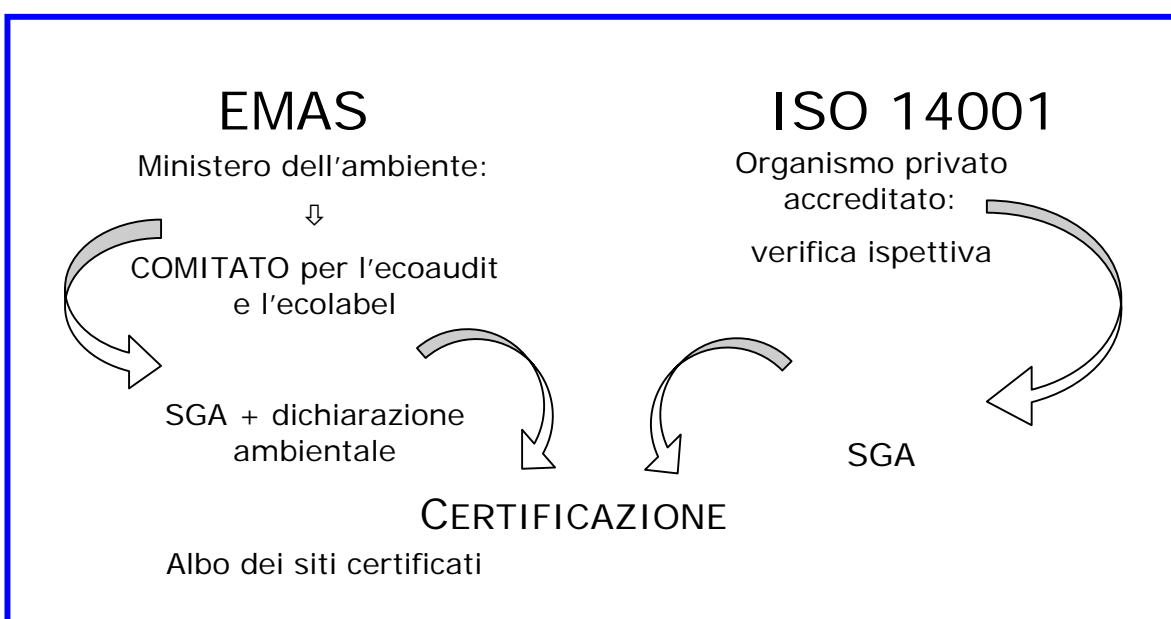 EMAS
Ministero dell'ambiente:
⇩
COMITATO per l'ecoaudit
e l'ecolabel
SGA + dichiarazione
ambientale
ISO 14001
Organismo privato
accreditato:
verifica ispettiva
SGA
CERTIFICAZIONE
Albo dei siti certificati